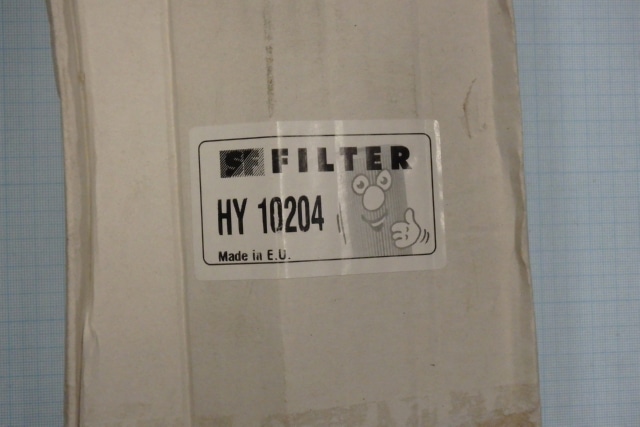 SF FILTER
HY 10204
Made in E.U.